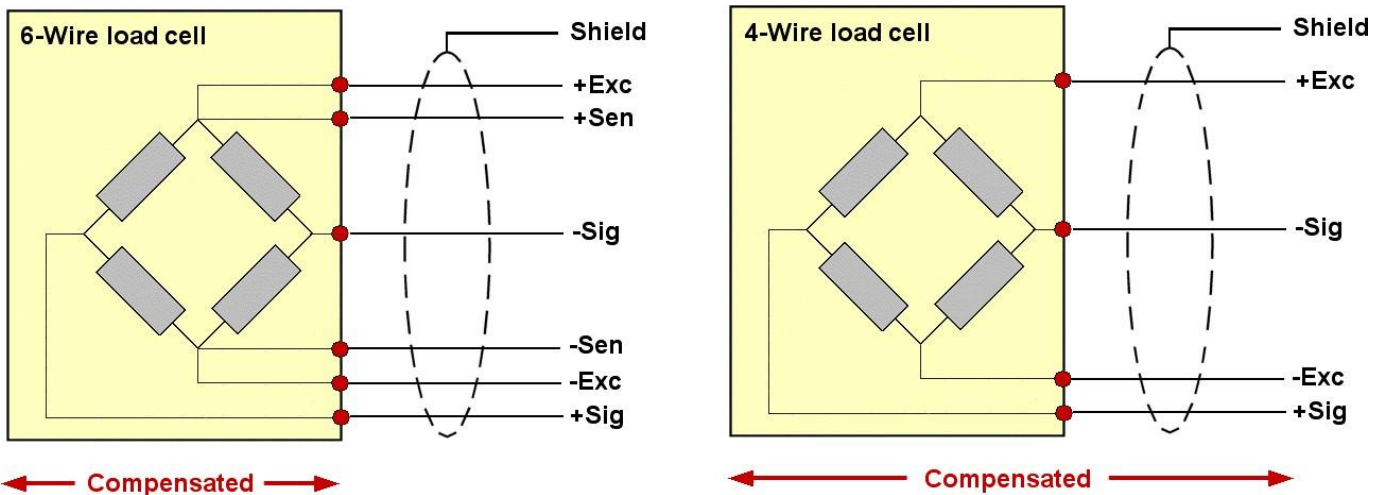 6-Wire load cell
Shield
+Exc
+Sen
-Sig
-Sen
-Exc
+Sig
Compensated
4-Wire load cell
Shield
+Exc
-Sig
-Exc
+Sig
Compensated